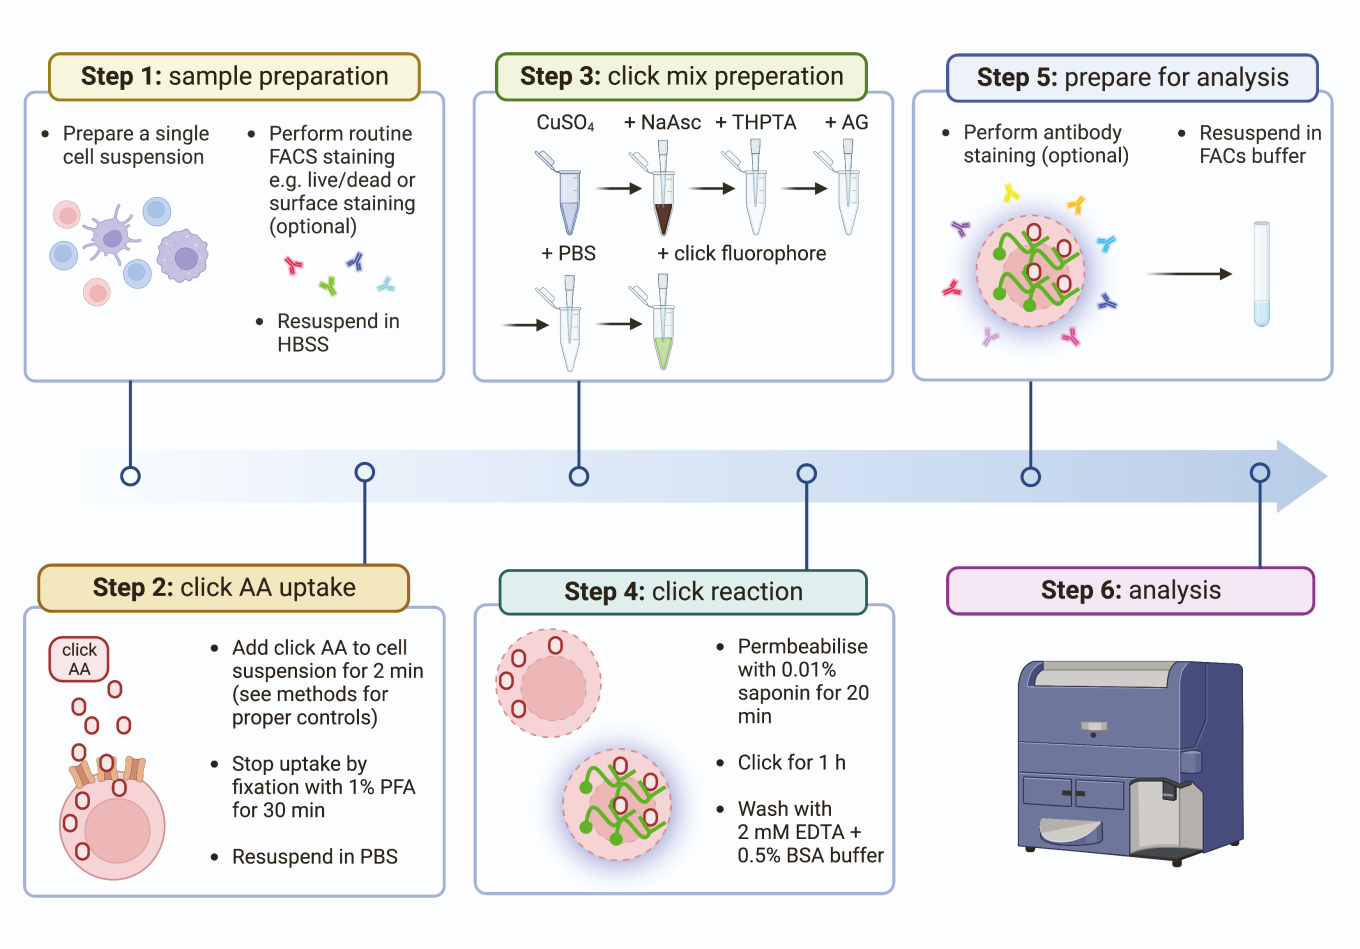 Step 1: sample preparation
Prepare a single
cell suspension
Perform routine
FACS staining
e.g. live/dead or
surface staining
(optional)
Resuspend in
HBSS
Step 2: click AA uptake
click
AA
Add click AA to cell
suspension for 2 min
(see methods for
proper controls)
Stop uptake by
fixation with 1% PFA
for 30 min
Resuspend in PBS
Step 3: click mix preperation
CuSO₄ + NaAsc + THPTA + AG
+ PBS + click fluorophore
Step 4: click reaction
Permbeabilise
with 0.01%
saponin for 20
min
Click for 1 h
Wash with
2 mM EDTA +
0.5% BSA buffer
Step 5: prepare for analysis
Perform antibody
staining (optional)
Resuspend in
FACs buffer
Step 6: analysis